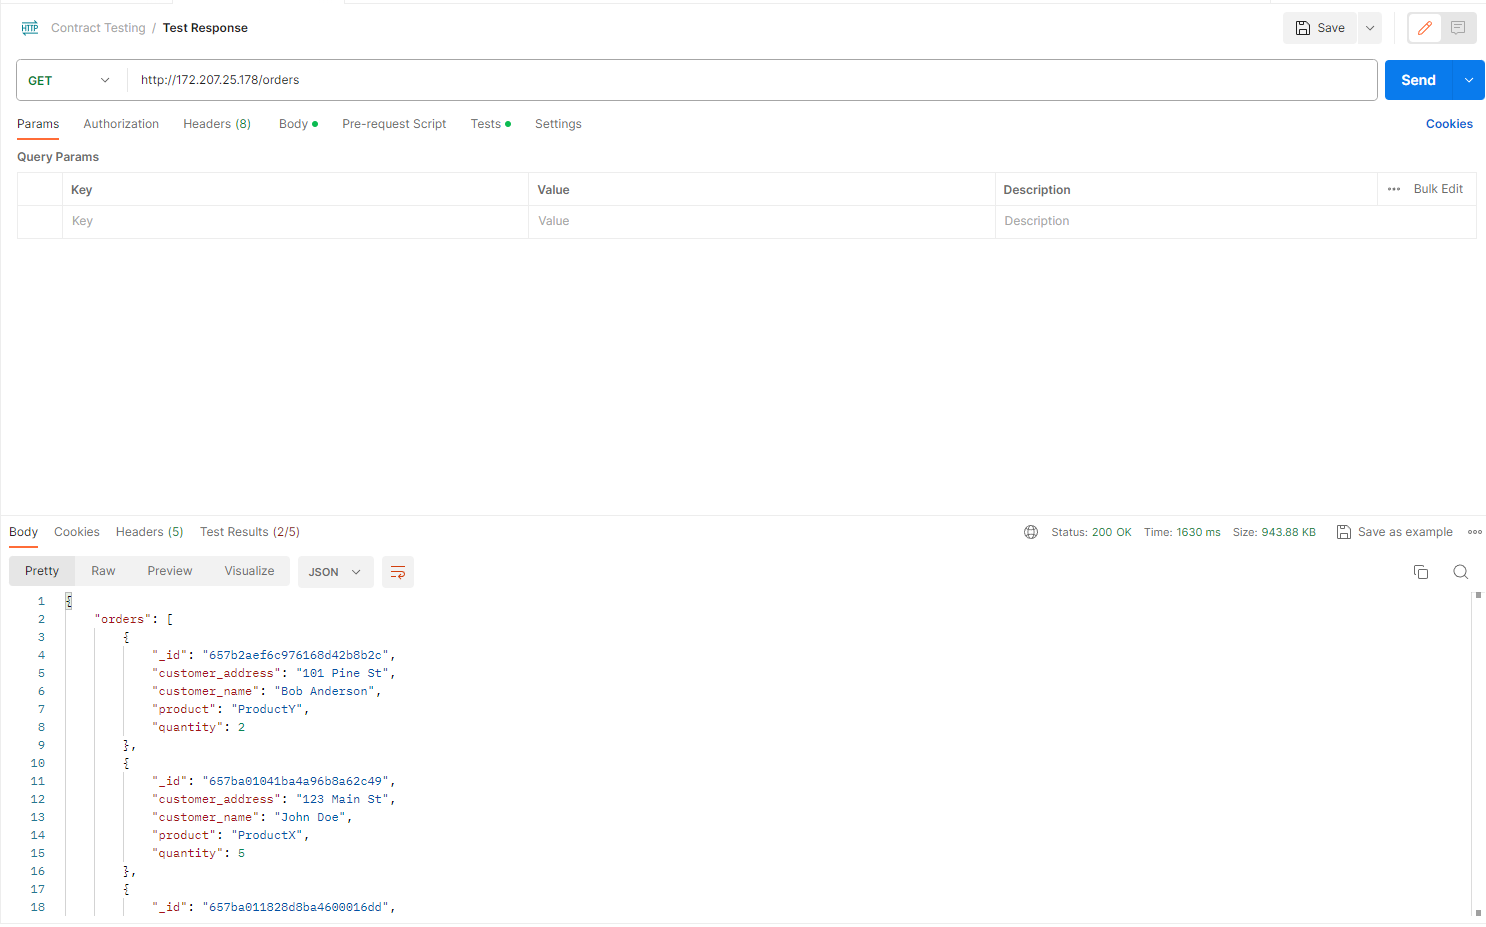 HTTP Contract Testing / Test Response Save
GET http://172.207.25.178/orders Send
Params Authorization Headers (8) Body Pre-request Script Tests Settings Cookies
Query Params
Key Value Description ••• Bulk Edit
Key Value Description
Body Cookies Headers (5) Test Results (2/5) Status: 200 OK Time: 1630 ms Size: 943.88 KB Save as example
Pretty Raw Preview Visualize JSON
1 {
2 "orders": [
3 {
4 "_id": "657b2aef6c976168d42b8b2c",
5 "customer_address": "101 Pine St",
6 "customer_name": "Bob Anderson",
7 "product": "ProductY",
8 "quantity": 2
9 },
10 {
11 "_id": "657ba01041ba4a96b8a62c49",
12 "customer_address": "123 Main St",
13 "customer_name": "John Doe",
14 "product": "ProductX",
15 "quantity": 5
16 },
17 {
18 "_id": "657ba011828d8ba4600016dd",